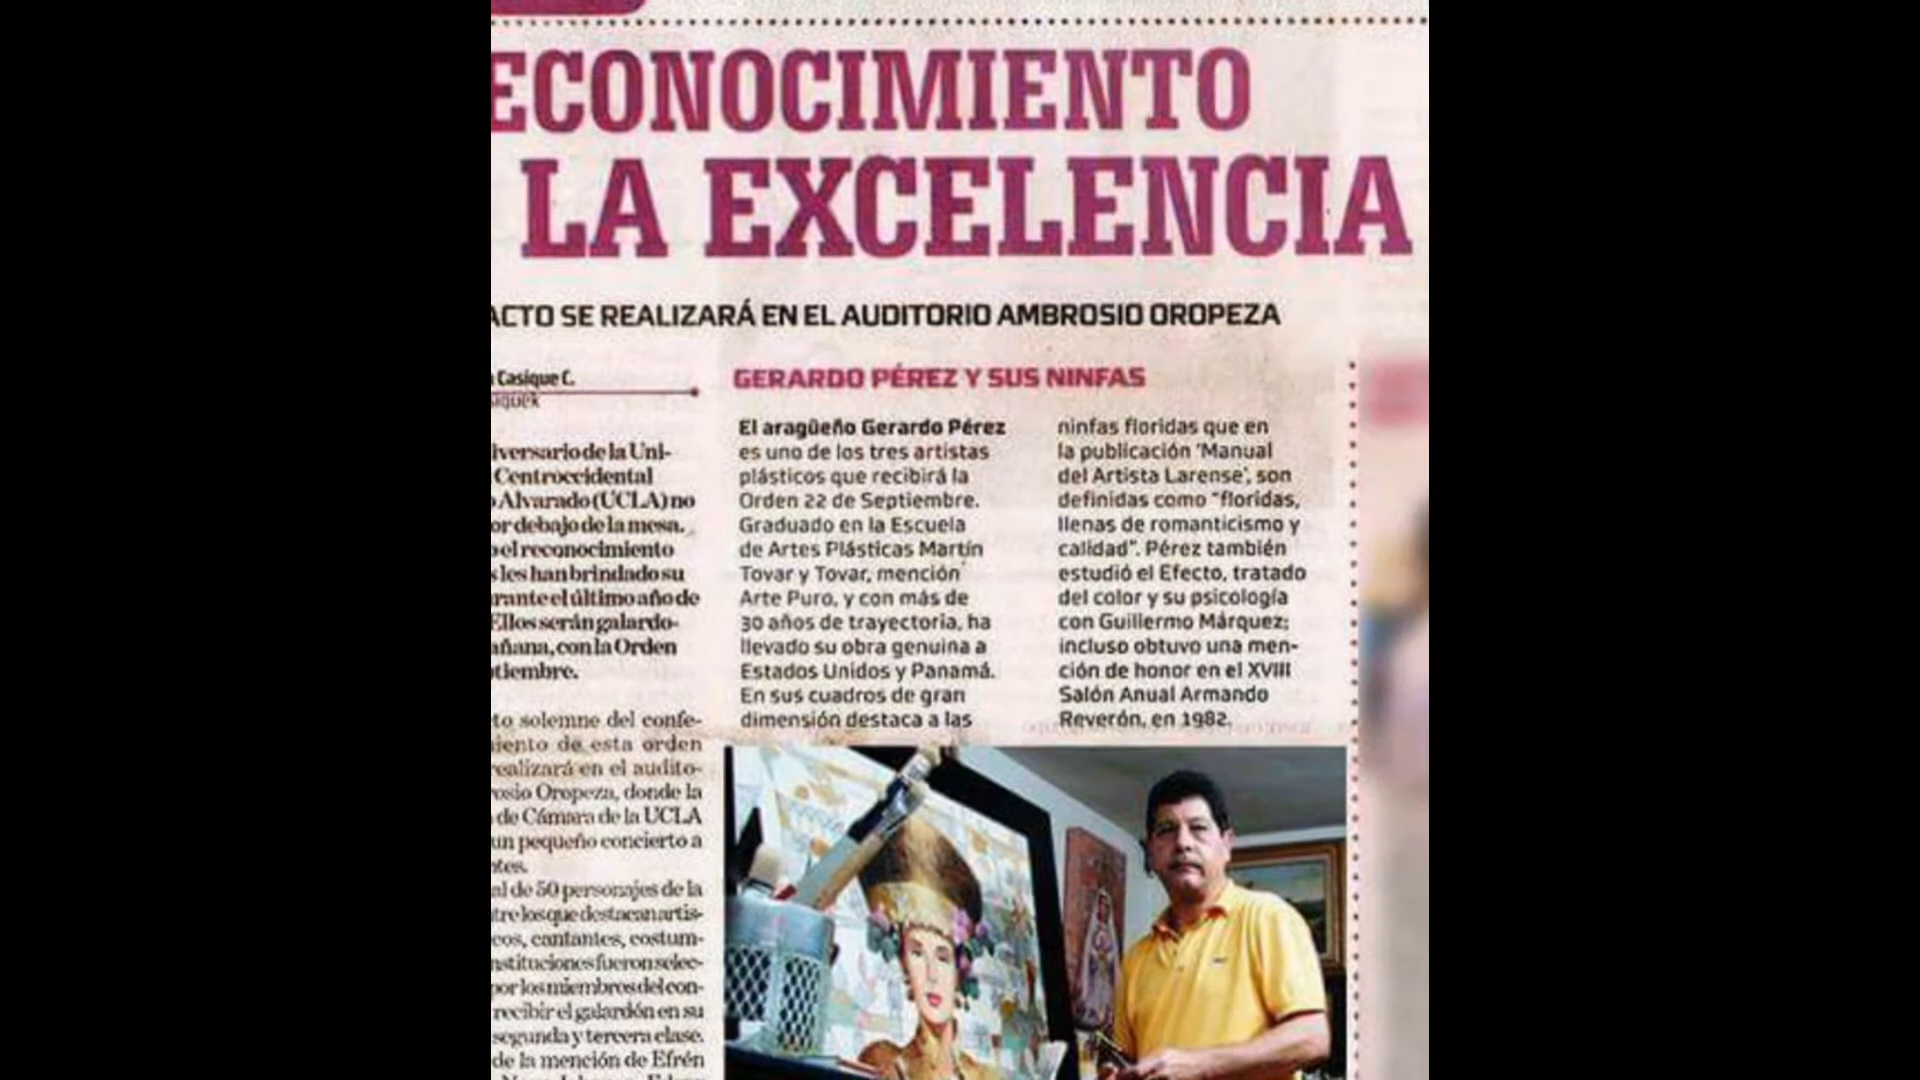 ECONOCIMIENTO
LA EXCELENCIA
ACTO SE REALIZARÁ EN EL AUDITORIO AMBROSIO OROPEZA
Casique C.
iquek
iversario de la Uni-
Centroccidental
Alvarado (UCLA) no
or debajo de la mesa.
el reconocimiento
s les han brindado su
rante el último año de
Ellos serán galardo-
añana, con la Orden
tiembre.
to solemne del confe-
iento de esta orden
realizará en el audito-
osio Oropeza, donde la
de Cámara de la UCLA
un pequeño concierto a
ntes.
al de 50 personajes de la
tre los que destacan artis-
cos, cantantes, costum-
nstituciones fueron selec-
por los miembros del con-
recibir el galardón en su
segunda y tercera clase.
de la mención de Efrén
GERARDO PÉREZ Y SUS NINFAS
El aragüeño Gerardo Pérez
es uno de los tres artistas
plásticos que recibirá la
Orden 22 de Septiembre.
Graduado en la Escuela
de Artes Plásticas Martín
Tovar y Tovar, mención
Arte Puro, y con más de
30 años de trayectoria, ha
llevado su obra genuina a
Estados Unidos y Panamá.
En sus cuadros de gran
dimensión destaca a las
ninfas floridas que en
la publicación 'Manual
del Artista Larense', son
definidas como "floridas,
llenas de romanticismo y
calidad". Pérez también
estudió el Efecto, tratado
del color y su psicología
con Guillermo Márquez;
incluso obtuvo una men-
ción de honor en el XVIII
Salón Anual Armando
Reverón, en 1982.